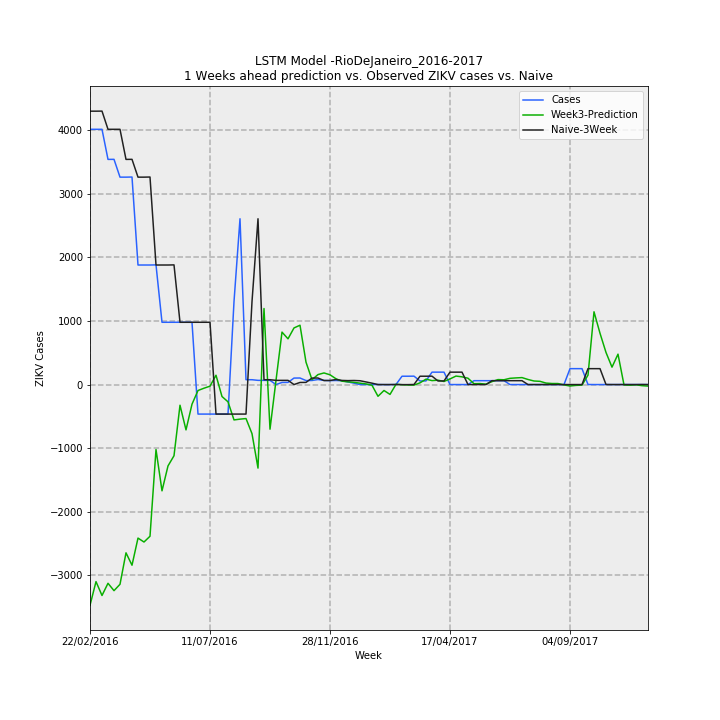 LSTM Model -RioDeJaneiro_2016-2017
1 Weeks ahead prediction vs. Observed ZIKV cases vs. Naive
Cases
Week3-Prediction
Naive-3Week
4000
3000
2000
1000
0
−1000
−2000
−3000
ZIKV Cases
22/02/2016 11/07/2016 28/11/2016 17/04/2017 04/09/2017
Week